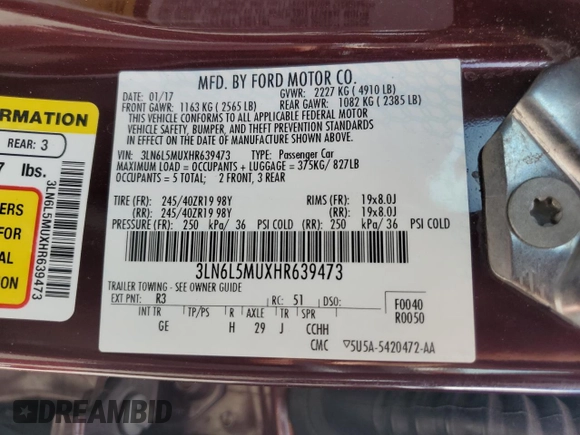 MFD. BY FORD MOTOR CO.
DATE: 01/17 GVWR: 2227 KG ( 4910 LB)
FRONT GAWR: 1163 KG ( 2565 LB) REAR GAWR: 1082 KG ( 2385 LB)
THIS VEHICLE CONFORMS TO ALL APPLICABLE FEDERAL MOTOR
VEHICLE SAFETY, BUMPER, AND THEFT PREVENTION STANDARDS
IN EFFECT ON THE DATE OF MANUFACTURE SHOWN ABOVE.
VIN: 3LN6L5MUXHR639473 TYPE: Passenger Car
MAXIMUM LOAD = OCCUPANTS + LUGGAGE = 375KG/ 827LB
OCCUPANTS = 5 TOTAL; 2 FRONT, 3 REAR
TIRE (FR): 245/40ZR19 98Y RIMS (FR): 19x8.0J
(RR): 245/40ZR19 98Y (RR): 19x8.0J
PRESSURE (FR): 250 kPa/ 36 PSI COLD (RR): 250 kPa/ 36 PSI COLD
3LN6L5MUXHR639473
TRAILER TOWING - SEE OWNER GUIDE
EXT PNT: R3 RC: 51 DSO: F0040
INT TR TP/PS R AXLE TR SPR R0050
GE H 29 J CCHH
CMC ▽5U5A-5420472-AA
FORMATION
REAR: 3
7 lbs.
ERS
FOR
AL
ION
3LN6L5MUXHR639473
DREAMBID